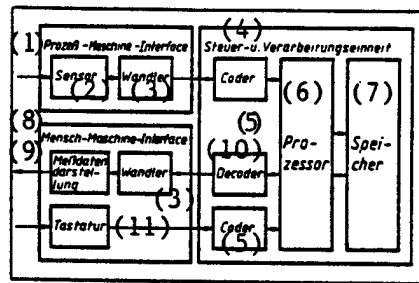 (4)
(1) Prozeß-Maschine-Interface
Steuer-u. Verarbeitungseinheit
Sensor
(2)
Wandler
(3)
Coder
(6)
(7)
(8)
Mensch-Maschine-Interface
(5)
(9)
Meßdaten
darstel-
lung
Wandler
(3)
(10)
Decoder
Pro-
zessor
Spei-
cher
Tastatur
(11)
Coder
(5)